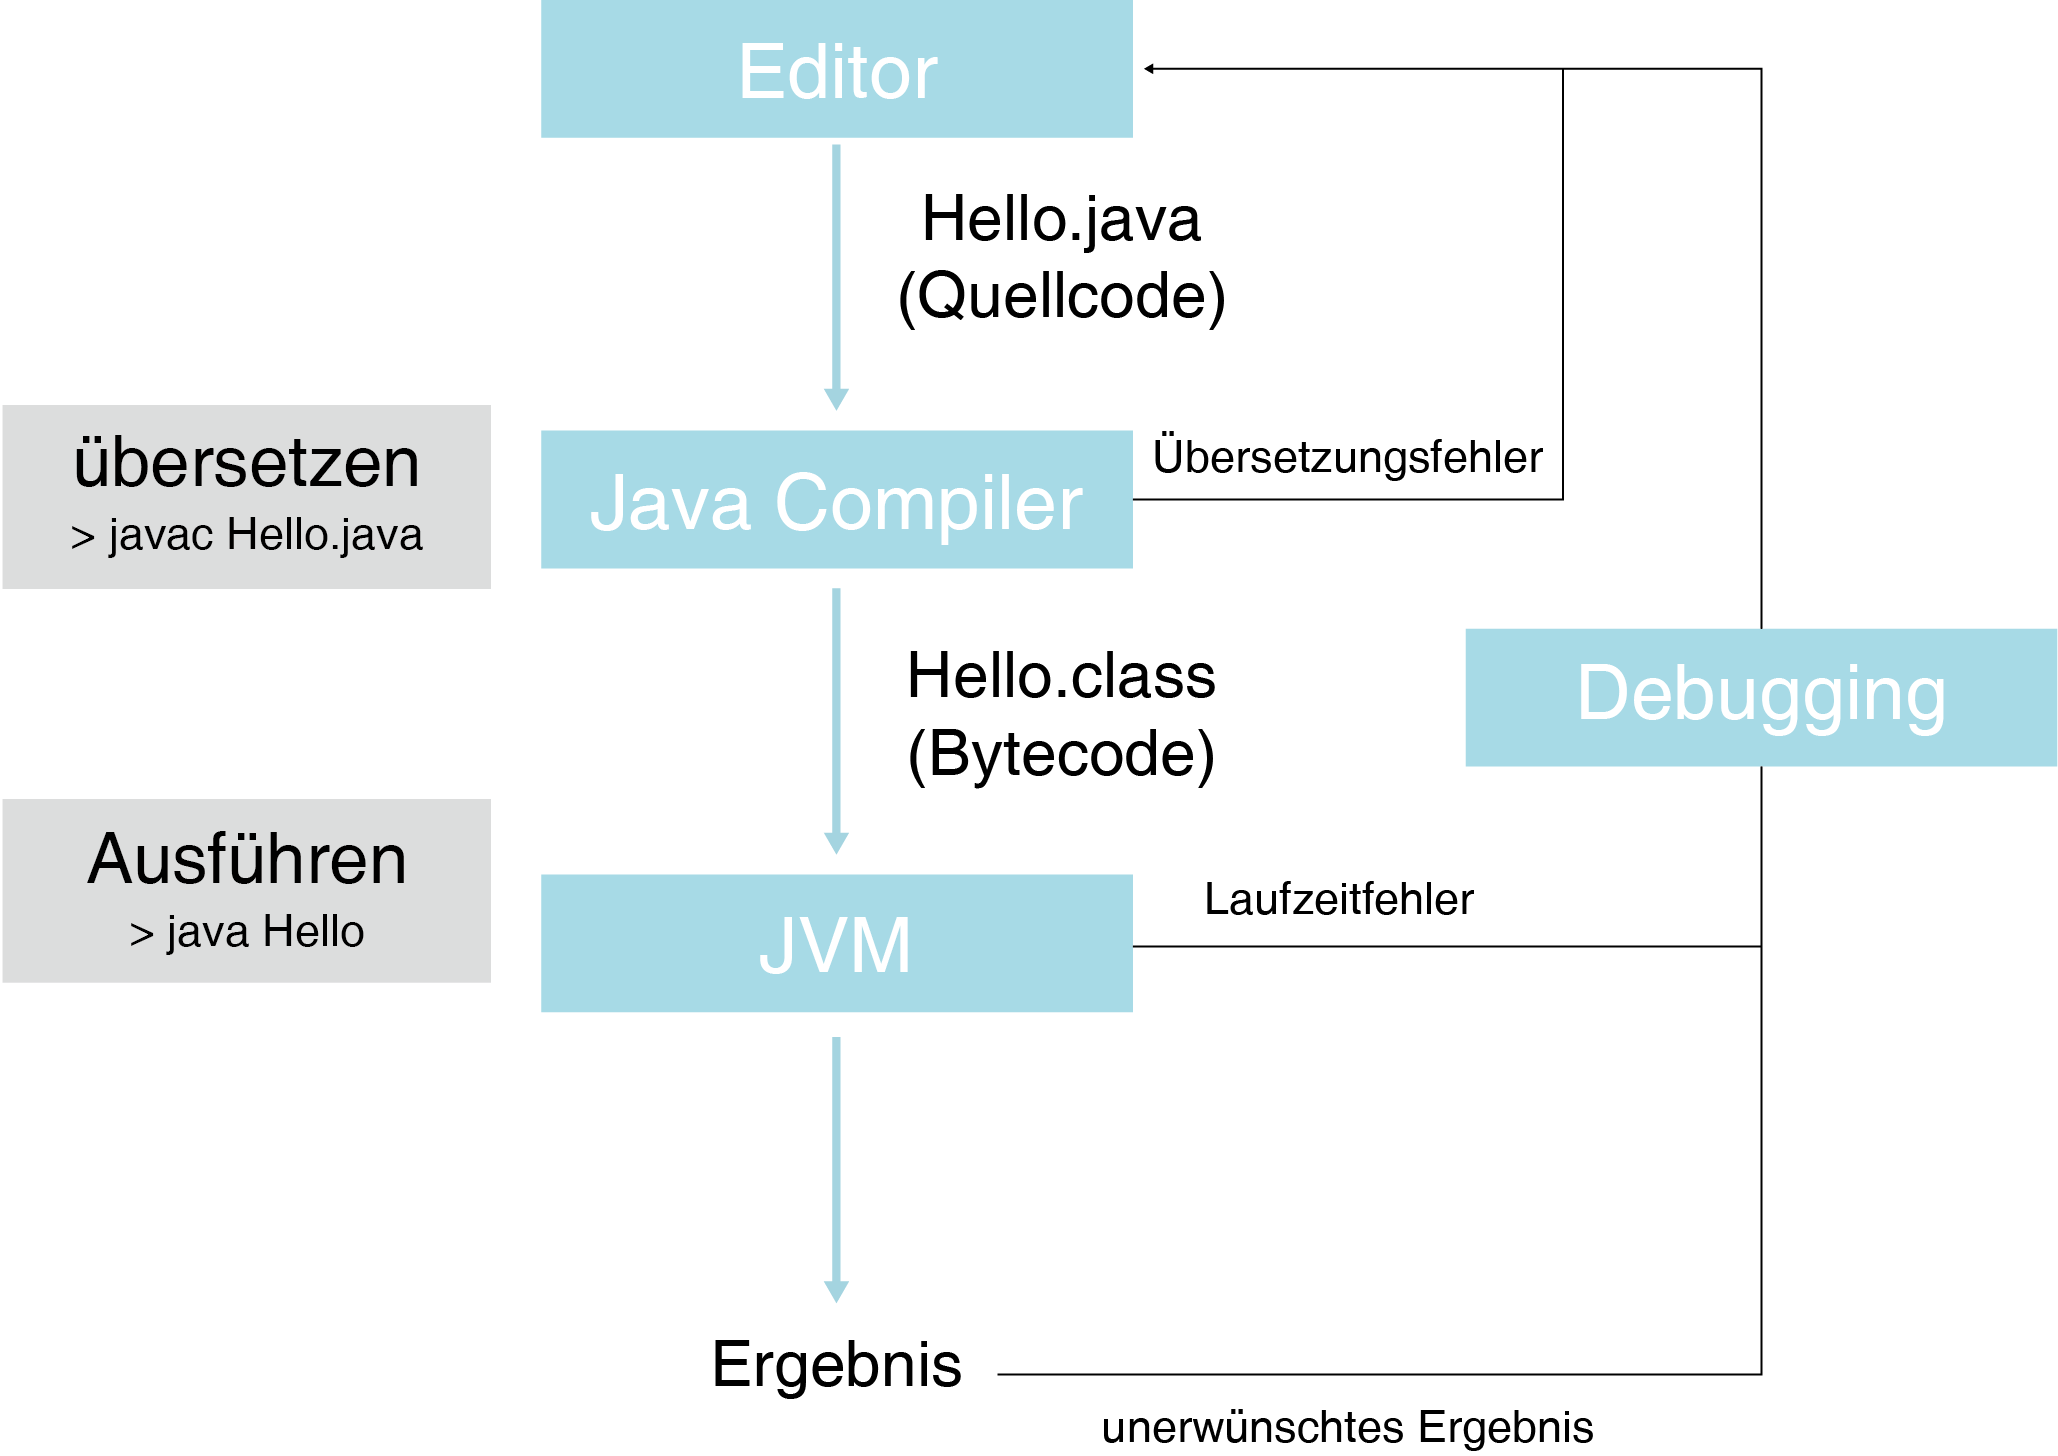 Editor
Hello.java
(Quellcode)
übersetzen
> javac Hello.java
Java Compiler
Übersetzungsfehler
Hello.class
(Bytecode)
Debugging
Ausführen
> java Hello
JVM
Laufzeitfehler
Ergebnis
unerwünschtes Ergebnis